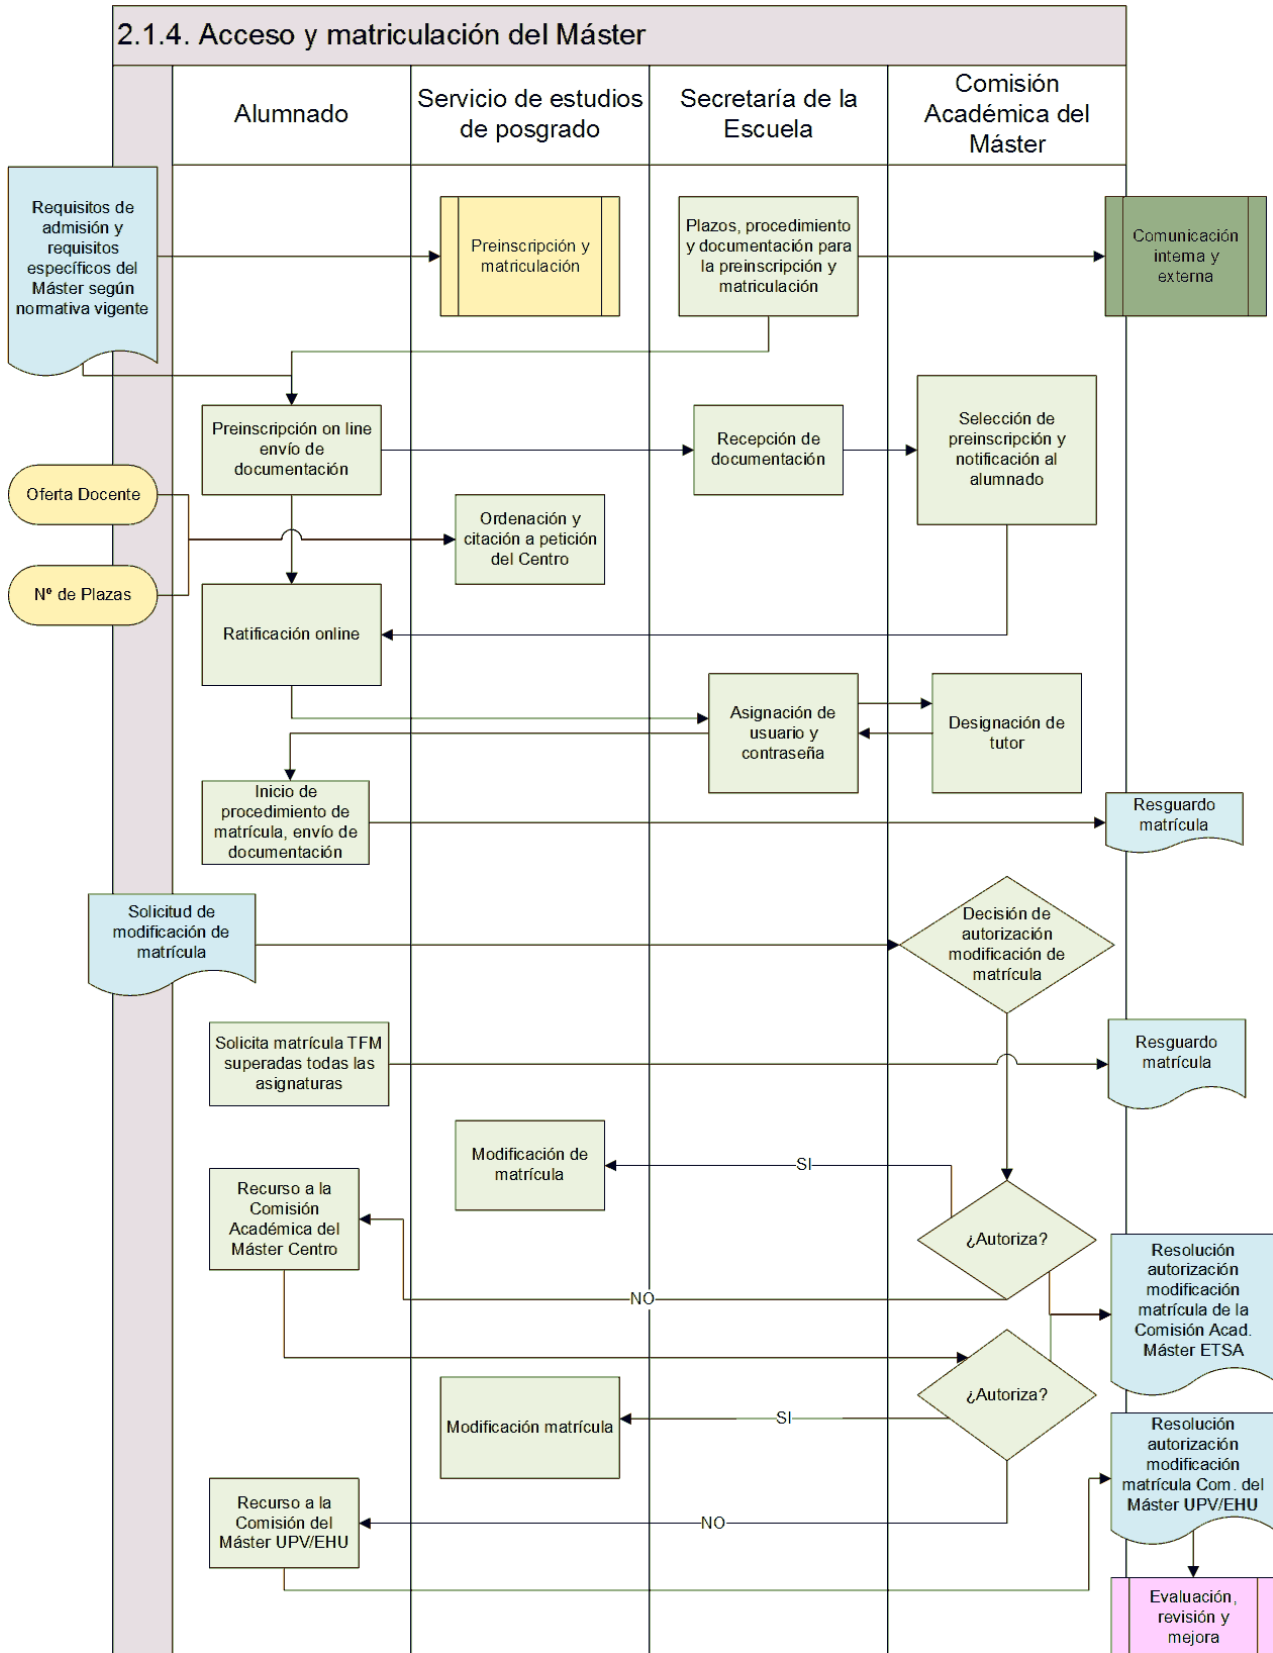 2.1.4. Acceso y matriculación del Máster
Alumnado
Servicio de estudios
de posgrado
Secretaría de la
Escuela
Comisión
Académica del
Máster
Requisitos de
admisión y
requisitos
específicos del
Máster según
normativa vigente
Preinscripción y
matriculación
Plazos, procedimiento
y documentación para
la preinscripción y
matriculación
Comunicación
interna y
externa
Preinscripción on line
envío de
documentación
Recepción de
documentación
Selección de
preinscripción y
notificación al
alumnado
Oferta Docente
Ordenación y
citación a petición
del Centro
Nº de Plazas
Ratificación online
Asignación de
usuario y
contraseña
Designación de
tutor
Inicio de
procedimiento de
matrícula, envío de
documentación
Resguardo
matrícula
Solicitud de
modificación de
matrícula
Decisión de
autorización
modificación de
matrícula
Solicita matrícula TFM
superadas todas las
asignaturas
Resguardo
matrícula
Modificación de
matrícula
SI
Recurso a la
Comisión
Académica del
Máster Centro
¿Autoriza?
NO
Resolución
autorización
modificación
matrícula de la
Comisión Acad.
Máster ETSA
¿Autoriza?
Modificación matrícula
SI
Resolución
autorización
modificación
matrícula Com. del
Máster UPV/EHU
Recurso a la
Comisión del
Máster UPV/EHU
NO
Evaluación,
revisión y
mejora